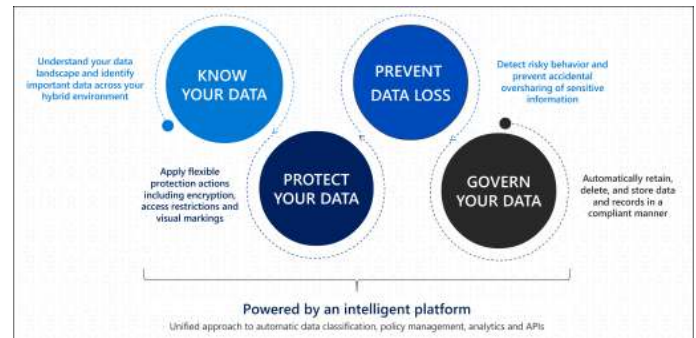 Understand your data
landscape and identify
important data across your
hybrid environment
KNOW
YOUR DATA
PREVENT
DATA LOSS
Detect risky behavior and
prevent accidental
oversharing of sensitive
information
Apply flexible
protection actions
including encryption,
access restrictions and
visual markings
PROTECT
YOUR DATA
GOVERN
YOUR DATA
Automatically retain,
delete, and store data
and records in a
compliant manner
Powered by an intelligent platform
Unified approach to automatic data classification, policy management, analytics and APIs